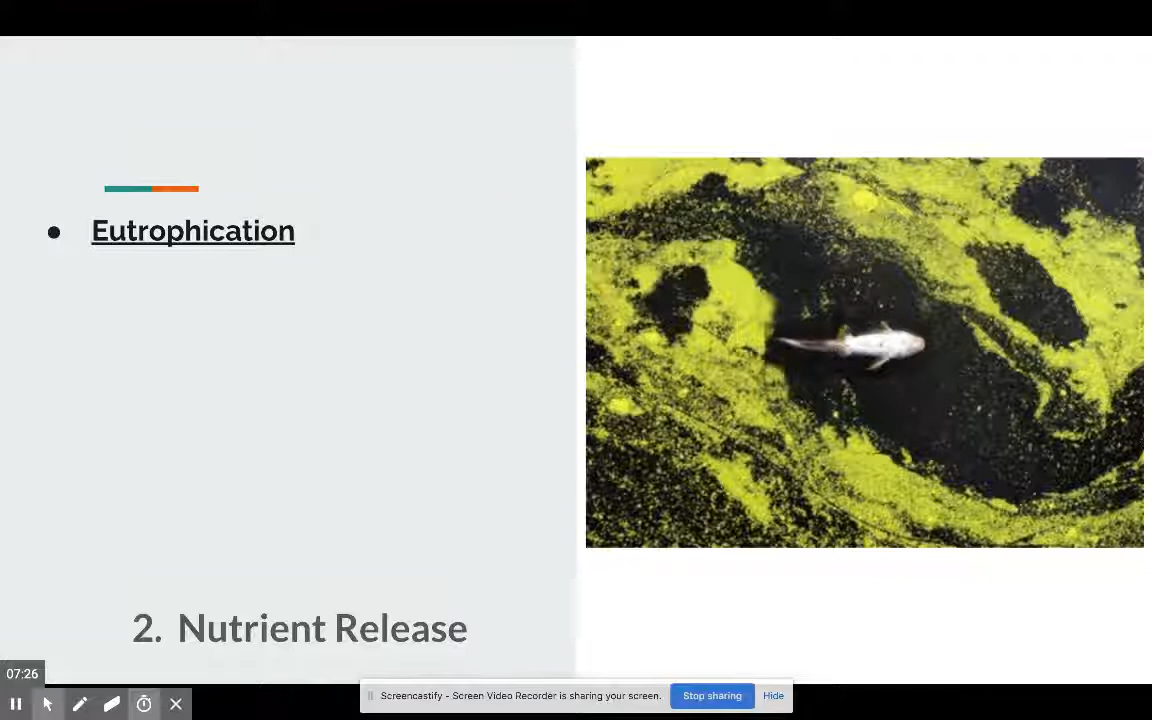 Eutrophication
2. Nutrient Release
07:26
Screencastify - Screen Video Recorder is sharing your screen.
Stop sharing
Hide